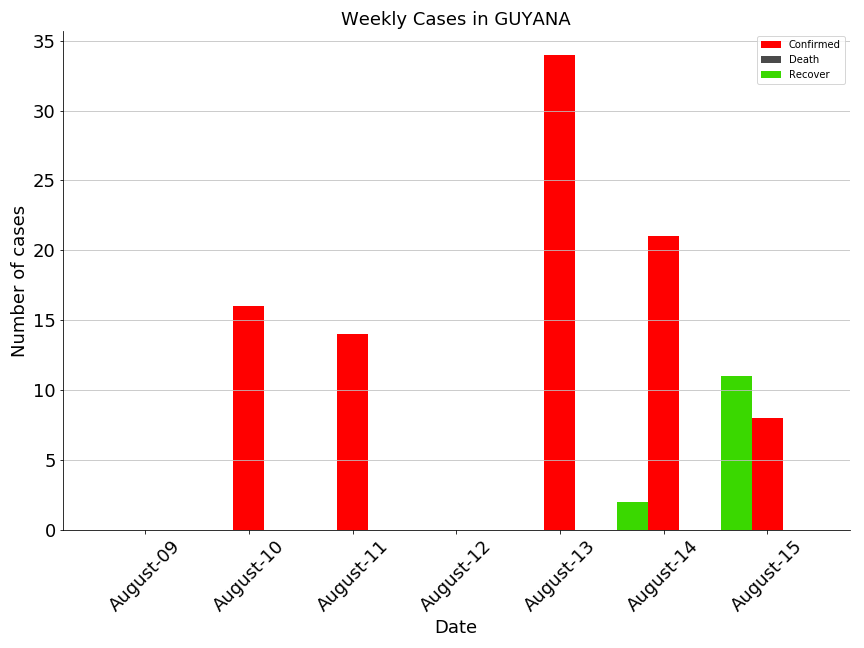 Weekly Cases in GUYANA
Confirmed
Death
Recover
Number of cases
35
30
25
20
15
10
5
0
August-09
August-10
August-11
August-12
August-13
August-14
August-15
Date